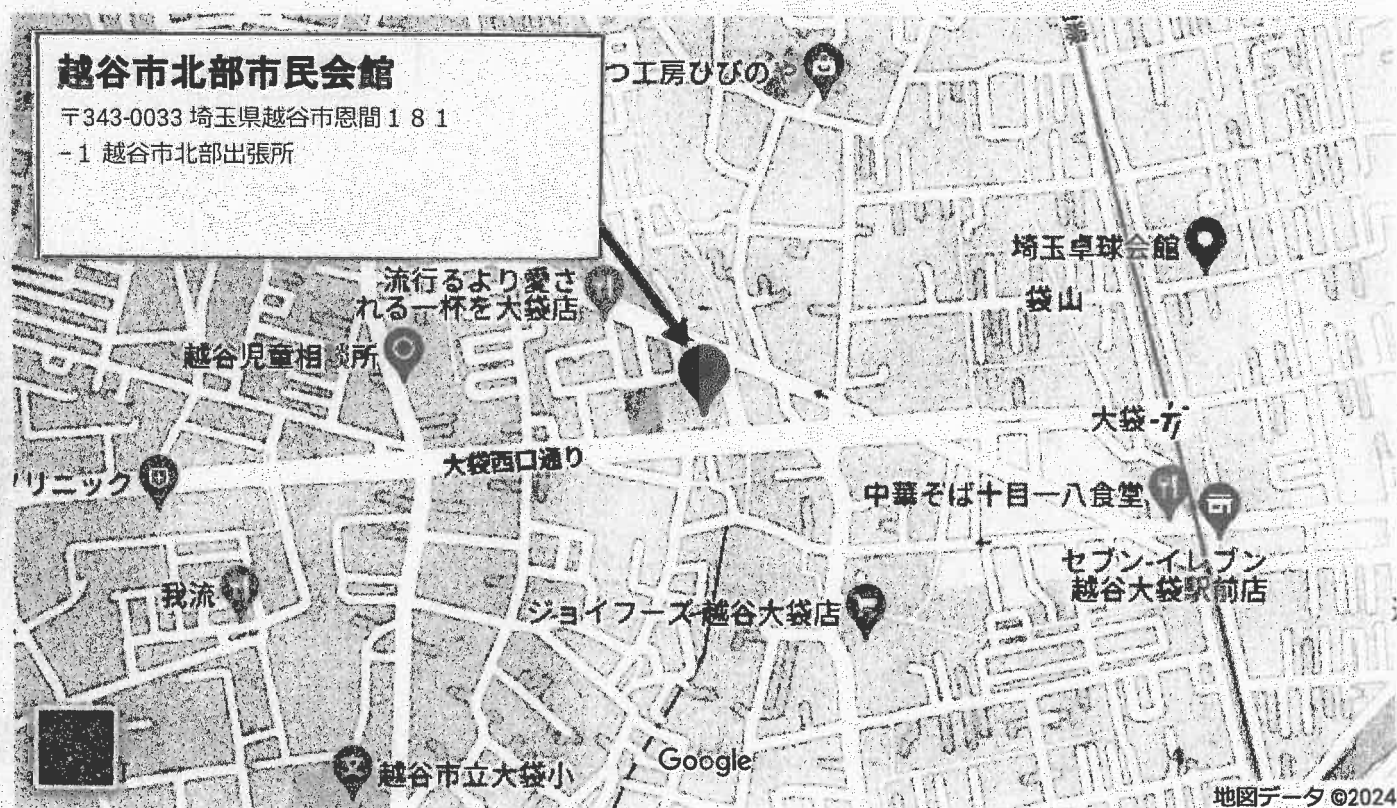 越谷市北部市民会館
〒343-0033 埼玉県越谷市恩間１８１
−１ 越谷市北部出張所
つ工房ひびのや
埼玉卓球会館
袋山
流行るより愛さ
れる一杯を大袋店
越谷児童相 所
大袋
大袋西口通り
リニック
中華そば十目一八食堂
セブン-イレブン
越谷大袋駅前店
我流
ジョイフーズ 越谷大袋店
Google
越谷市立大袋小
地図データ ©2024